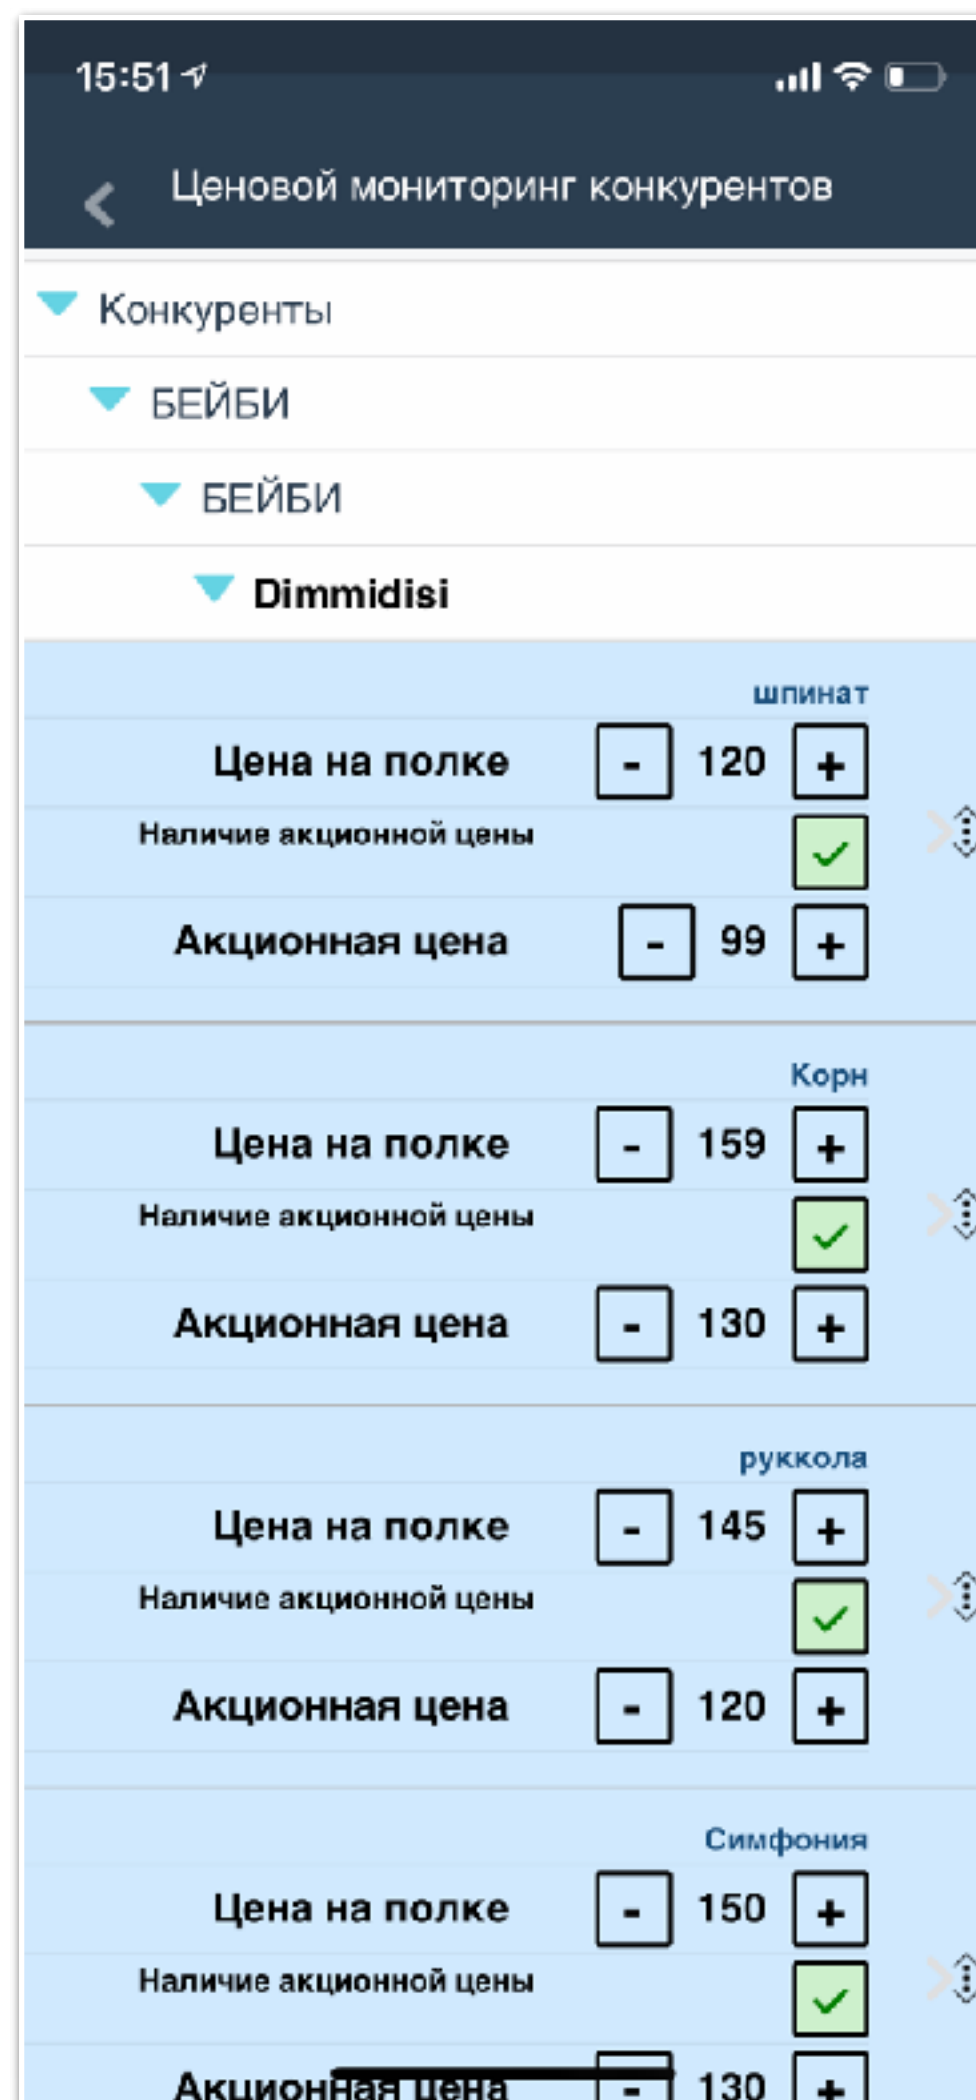 15:51
Ценовой мониторинг конкурентов
Конкуренты
БЕЙБИ
БЕЙБИ
Dimmidisi
шпинат
Цена на полке - 120 +
Наличие акционной цены
Акционная цена - 99 +
Корн
Цена на полке - 159 +
Наличие акционной цены
Акционная цена - 130 +
руккола
Цена на полке - 145 +
Наличие акционной цены
Акционная цена - 120 +
Симфония
Цена на полке - 150 +
Наличие акционной цены
Акционная цена - 130 +